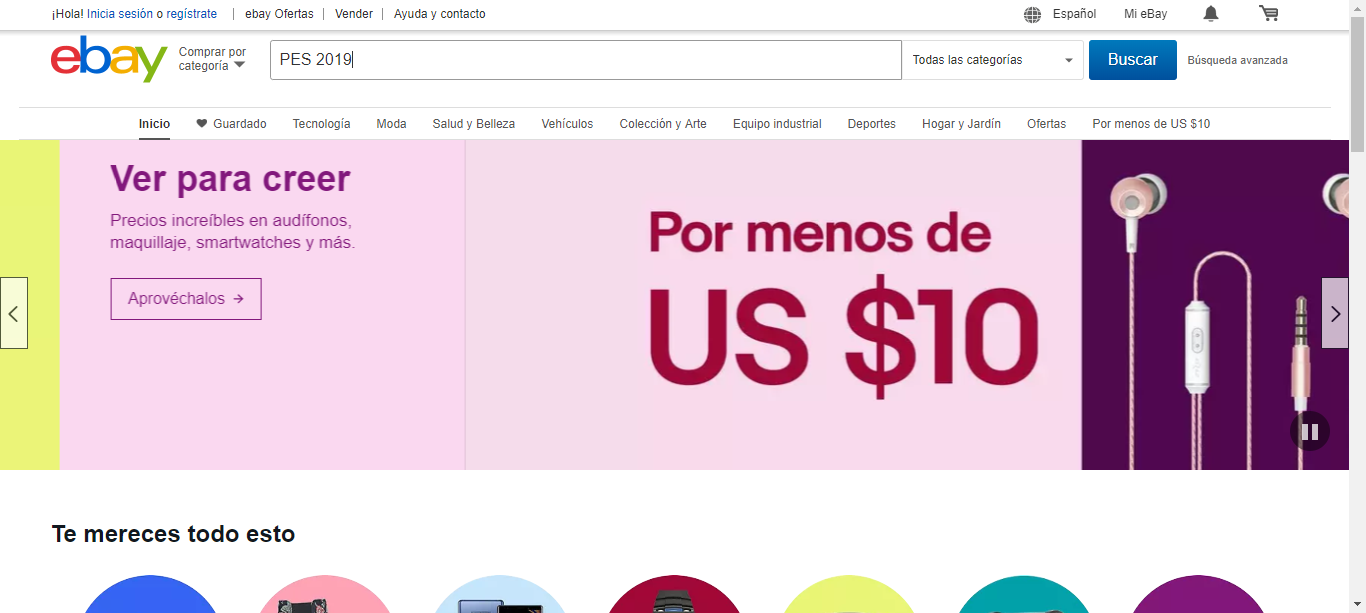 ¡Hola! Inicia sesión o regístrate
ebay Ofertas
Vender
Ayuda y contacto
Español
Mi eBay
ebay
Comprar por
categoría
PES 2019
Todas las categorías
Buscar
Búsqueda avanzada
Inicio
Guardado
Tecnología
Moda
Salud y Belleza
Vehículos
Colección y Arte
Equipo industrial
Deportes
Hogar y Jardín
Ofertas
Por menos de US $10
Ver para creer
Precios increíbles en audífonos,
maquillaje, smartwatches y más.
Aprovéchalos →
Por menos de
US $10
Te mereces todo esto